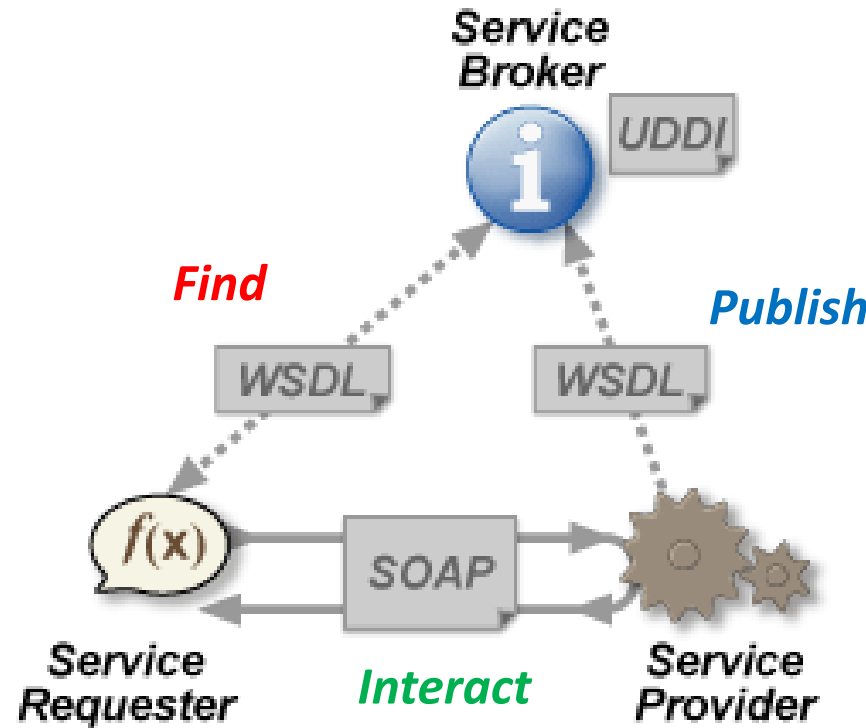 Service
Broker
UDDI
i
Find
Publish
WSDL
WSDL
f(x)
SOAP
Service
Requester
Interact
Service
Provider